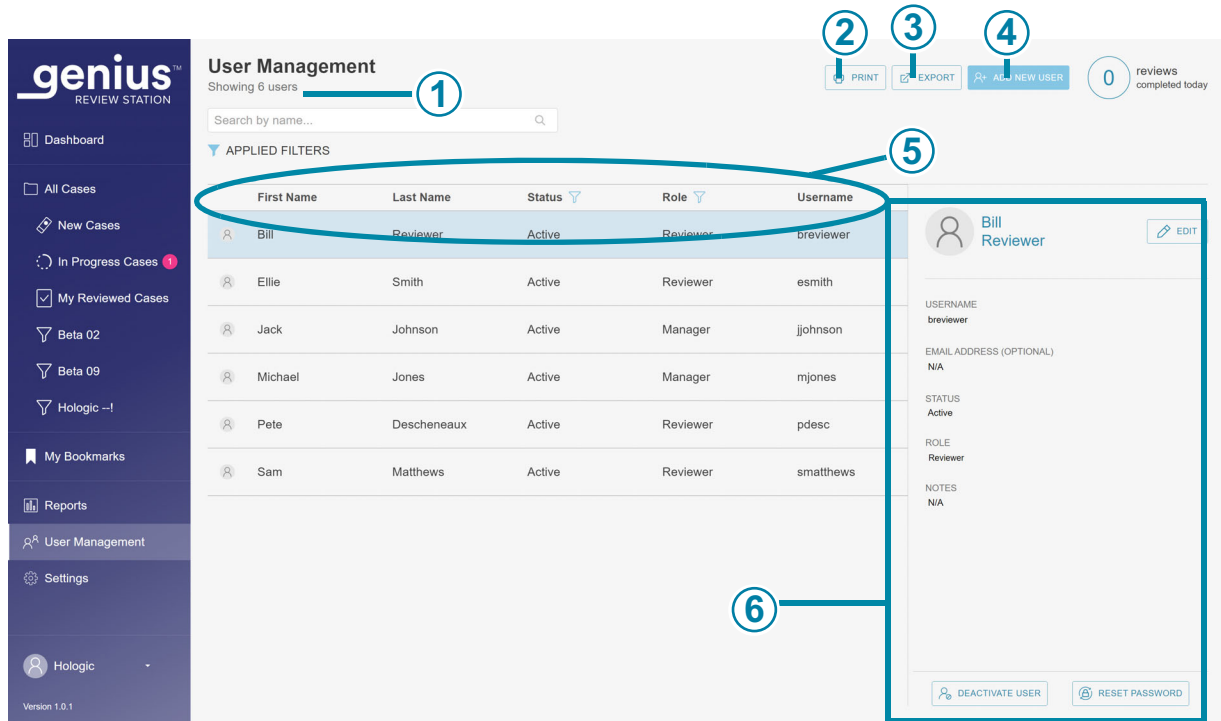 genius™
REVIEW STATION
Dashboard
All Cases
New Cases
In Progress Cases 1
My Reviewed Cases
Beta 02
Beta 09
Hologic --!
My Bookmarks
Reports
User Management
Settings
Hologic
Version 1.0.1
User Management
Showing 6 users
1
2
3
4
PRINT
EXPORT
ADD NEW USER
0
reviews
completed today
Search by name...
APPLIED FILTERS
5
First Name Last Name Status Role Username
Bill Reviewer Active Reviewer breviewer
Ellie Smith Active Reviewer esmith
Jack Johnson Active Manager jjohnson
Michael Jones Active Manager mjones
Pete Descheneaux Active Reviewer pdesc
Sam Matthews Active Reviewer smatthews
Bill
Reviewer
EDIT
USERNAME
breviewer
EMAIL ADDRESS (OPTIONAL)
N/A
STATUS
Active
ROLE
Reviewer
NOTES
N/A
6
DEACTIVATE USER
RESET PASSWORD